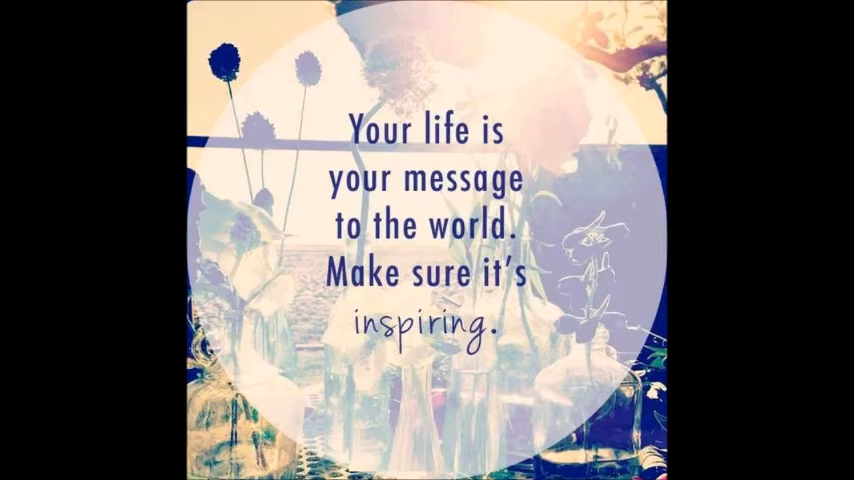 Your life is
your message
to the world.
Make sure it's
inspiring.